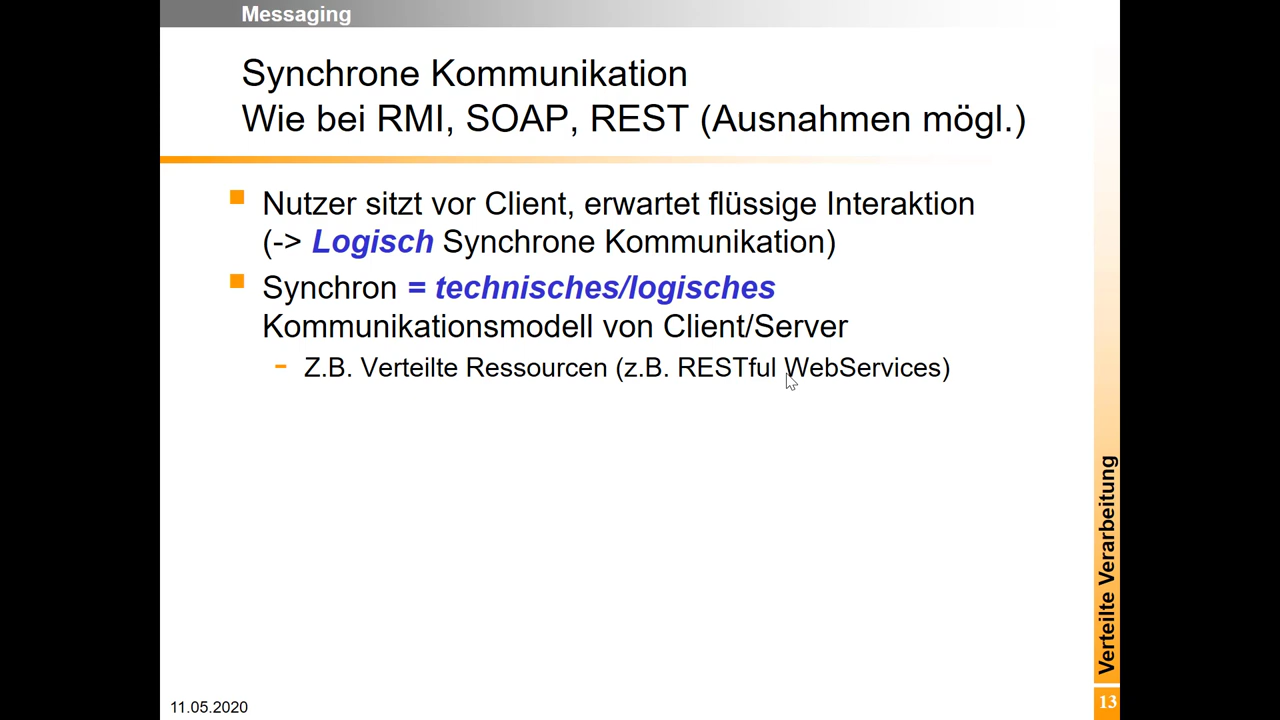 Messaging
Synchrone Kommunikation
Wie bei RMI, SOAP, REST (Ausnahmen mögl.)
Nutzer sitzt vor Client, erwartet flüssige Interaktion
(-> Logisch Synchrone Kommunikation)
Synchron = technisches/logisches
Kommunikationsmodell von Client/Server
Z.B. Verteilte Ressourcen (z.B. RESTful WebServices)
Verteilte Verarbeitung
11.05.2020
13